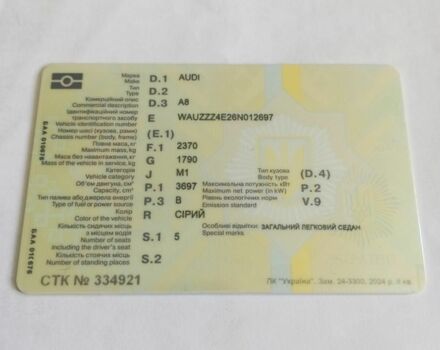 Марка
Make D.1 AUDI
Тип
Type D.2
Комерційний опис
Commercial description D.3 A8
Ідентифікаційний номер
транспортного засобу E WAUZZZ4E26N012697
Vehicle identification number
Номер шасі (кузова, рами)
Chassis number (body, frame) (E.1)
Повна маса, кг
Maximum mass, kg F.1 2370
Маса без навантаження, кг
Mass of the vehicle in service, kg G 1790
Категорія
Vehicle category J M1 Тип кузова
Body type (D.4)
Об'єм двигуна, см³
Capacity, cm³ P.1 3697 Максимальна потужність кВт
Maximum net power (in kW) P.2
Тип палива або джерела енергії
Type of fuel or power source P.3 B Рівень екологічних норм
Emission standard V.9
Колір
Color of the vehicle R СІРИЙ
Кількість сидячих місць
з місцем водія
Number of seats
including the driver's seat S.1 5 Особливі відмітки
Special marks ЗАГАЛЬНИЙ ЛЕГКОВИЙ СЕДАН
Кількість стоячих місць
Number of standing places S.2
СТК № 334921
ПК "Україна". Зам. 24-3300, 2024 р. II кв.